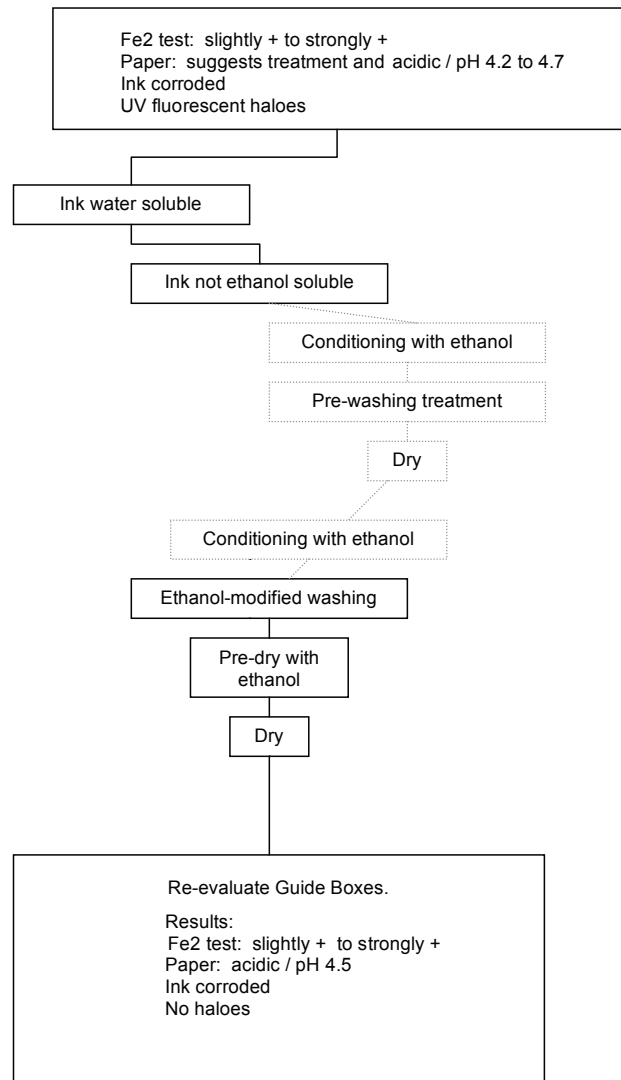 Fe2 test: slightly + to strongly +
Paper: suggests treatment and acidic / pH 4.2 to 4.7
Ink corroded
UV fluorescent haloes
Ink water soluble
Ink not ethanol soluble
Conditioning with ethanol
Pre-washing treatment
Dry
Conditioning with ethanol
Ethanol-modified washing
Pre-dry with
ethanol
Dry
Re-evaluate Guide Boxes.
Results:
Fe2 test: slightly + to strongly +
Paper: acidic / pH 4.5
Ink corroded
No haloes